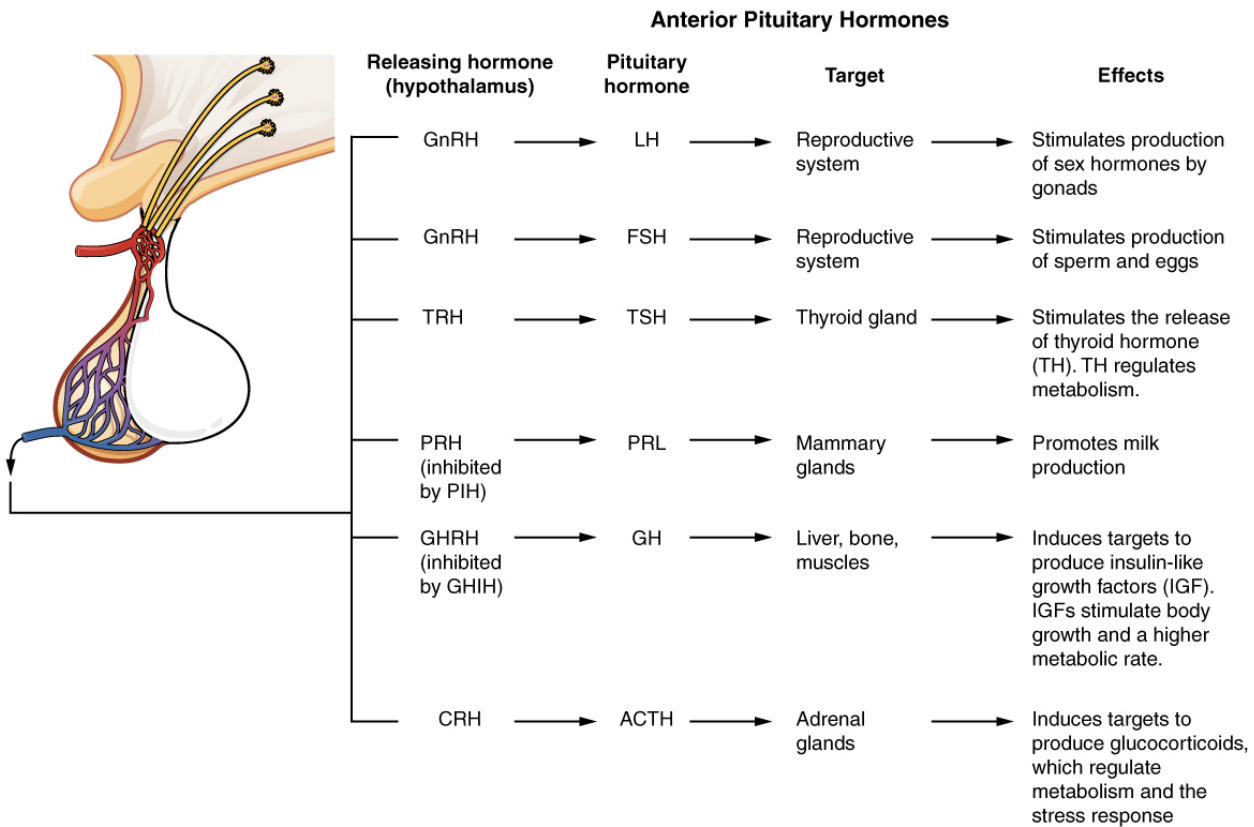 Anterior Pituitary Hormones
Releasing hormone
(hypothalamus)
Pituitary
hormone
Target
Effects
GnRH
LH
Reproductive
system
Stimulates production
of sex hormones by
gonads
GnRH
FSH
Reproductive
system
Stimulates production
of sperm and eggs
TRH
TSH
Thyroid gland
Stimulates the release
of thyroid hormone
(TH). TH regulates
metabolism.
PRH
(inhibited
by PIH)
PRL
Mammary
glands
Promotes milk
production
GHRH
(inhibited
by GHIH)
GH
Liver, bone,
muscles
Induces targets to
produce insulin-like
growth factors (IGF).
IGFs stimulate body
growth and a higher
metabolic rate.
CRH
ACTH
Adrenal
glands
Induces targets to
produce glucocorticoids,
which regulate
metabolism and the
stress response